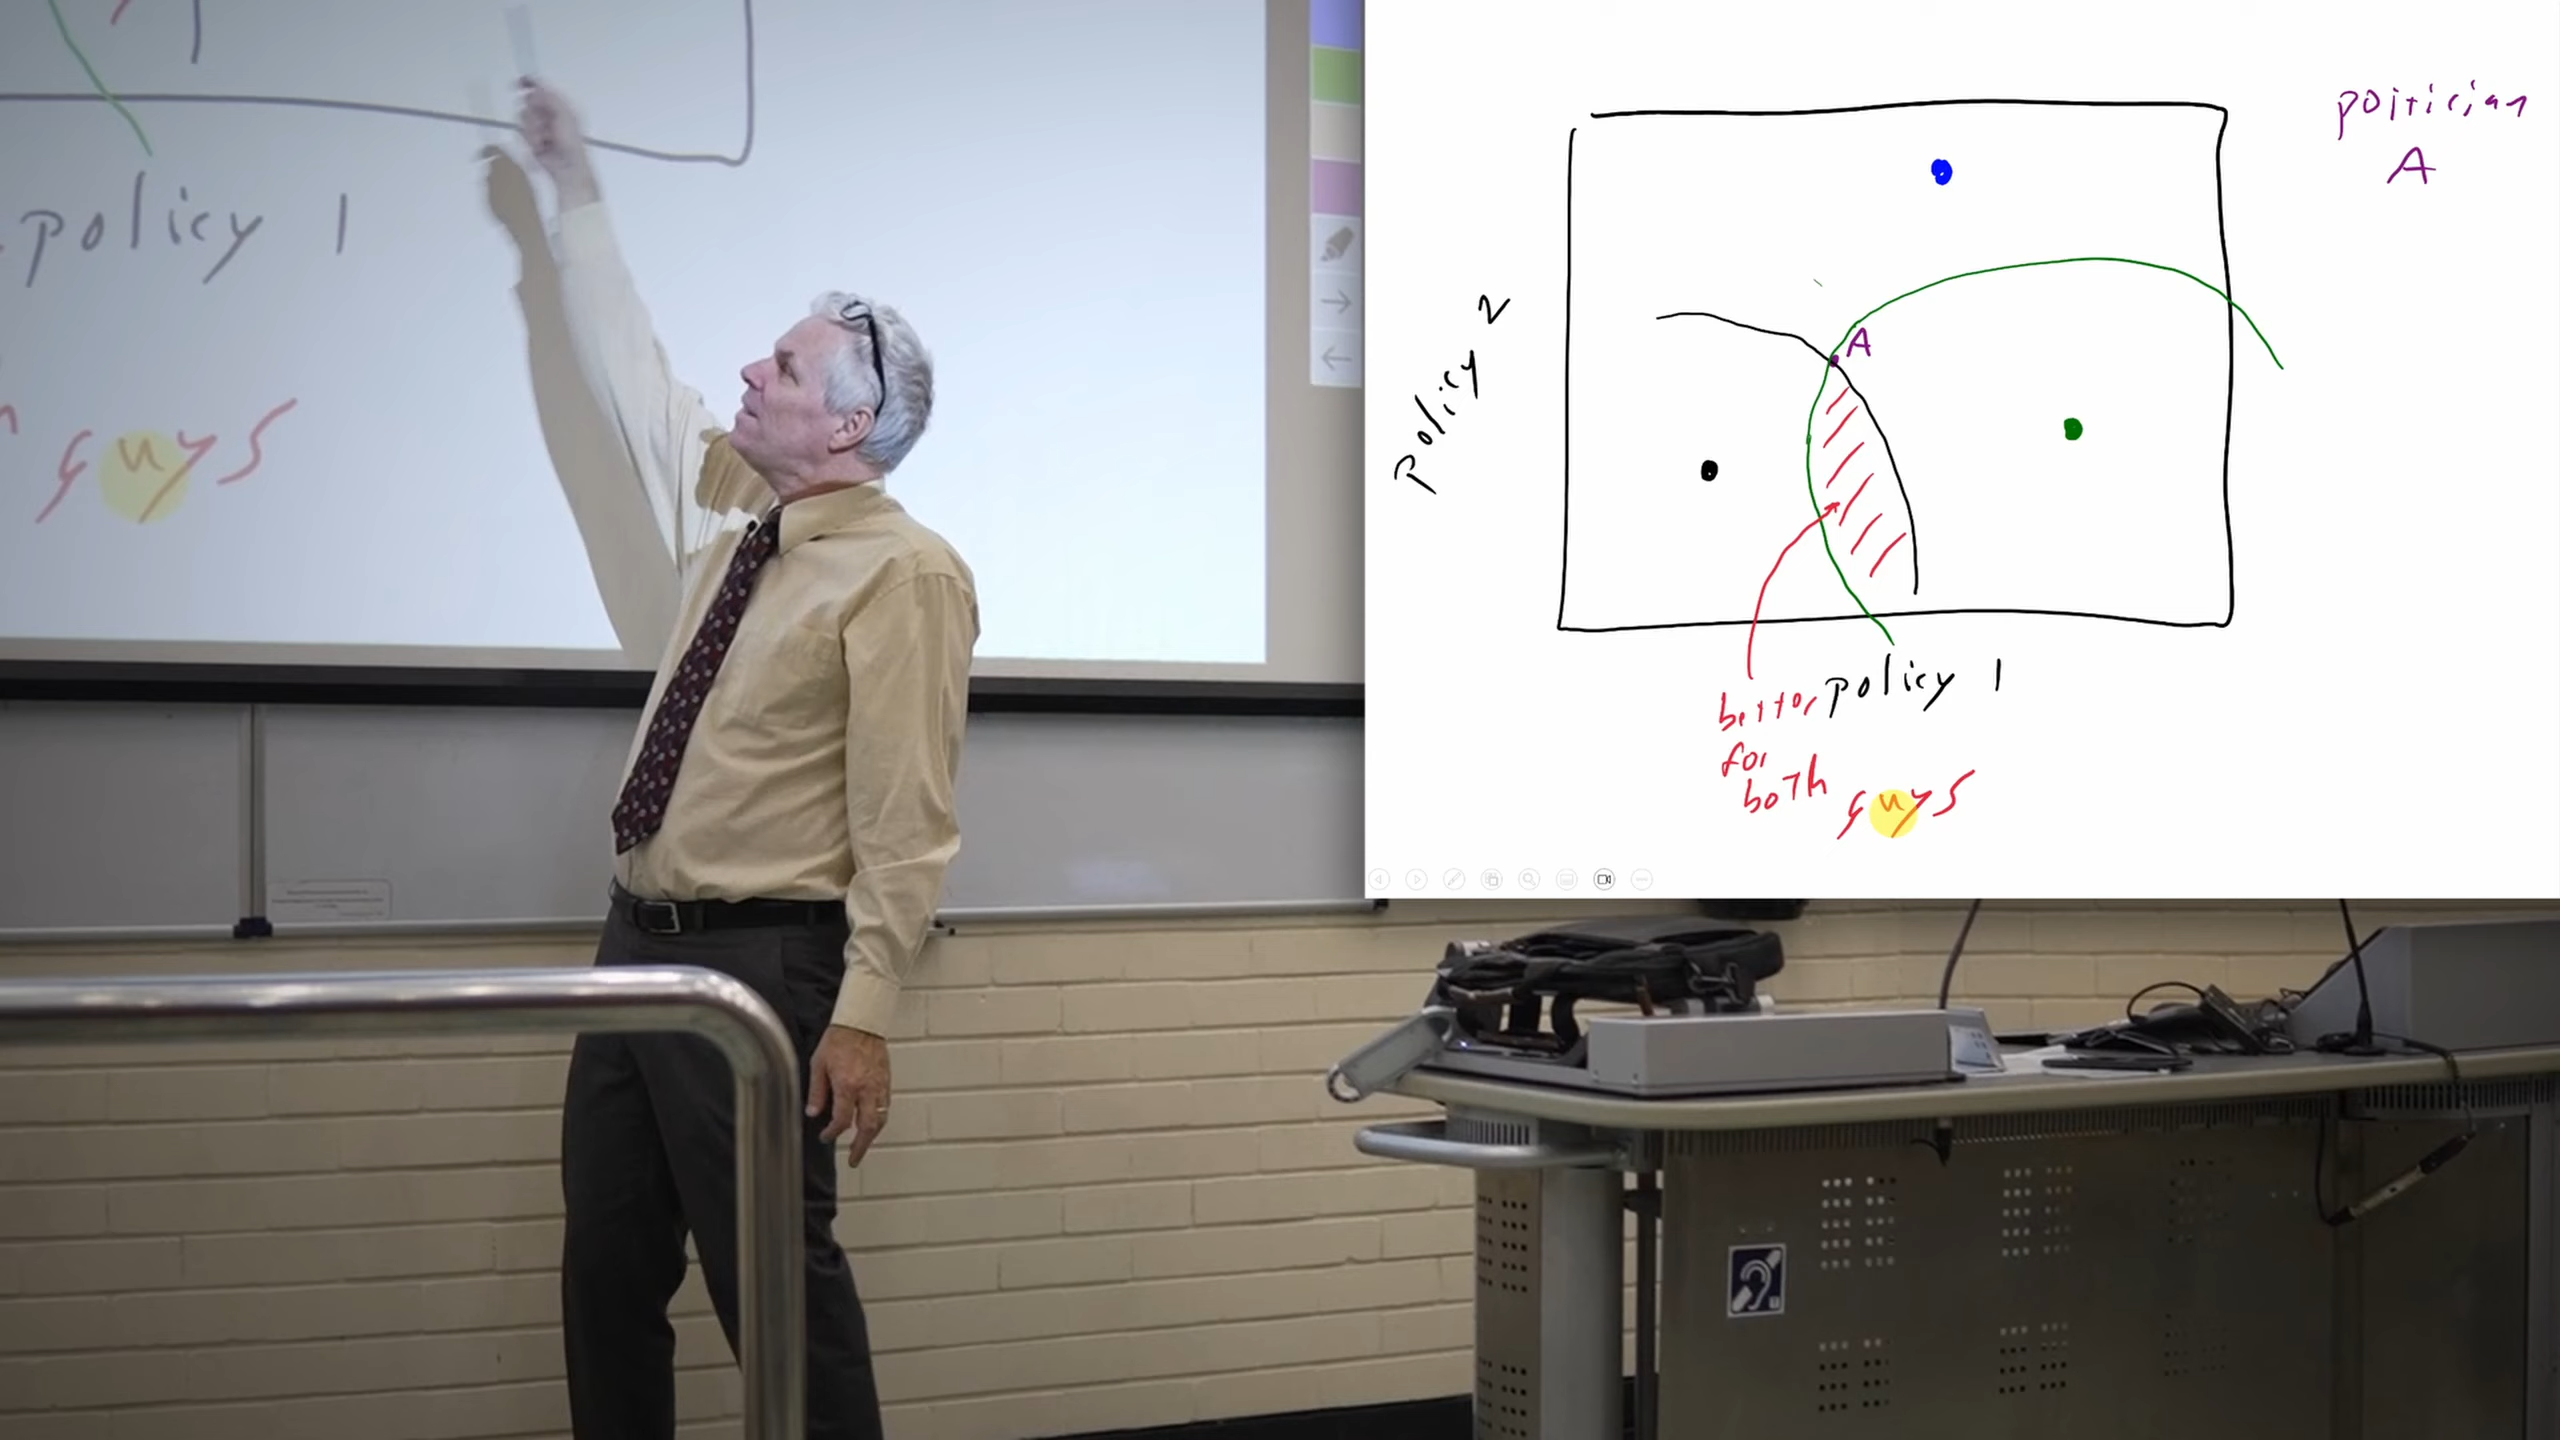 policy 1
guys
politician
A
policy 2
A
better
policy 1
for
both
guys